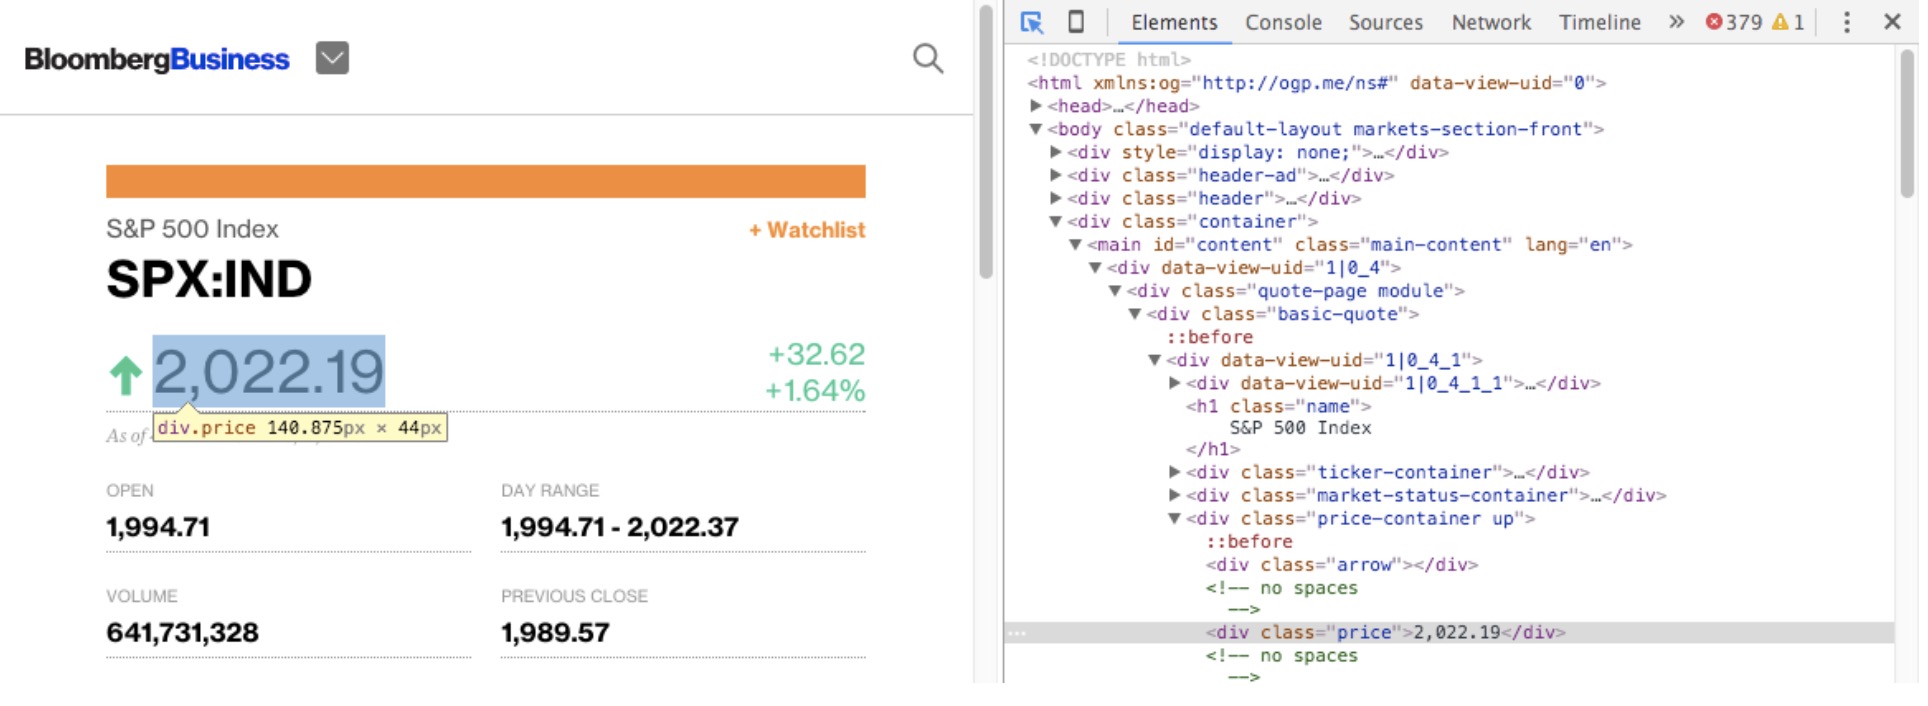 BloombergBusiness
S&P 500 Index
+ Watchlist
SPX:IND
2,022.19
+32.62
+1.64%
div.price 140.875px × 44px
As of
OPEN
DAY RANGE
1,994.71
1,994.71 - 2,022.37
VOLUME
PREVIOUS CLOSE
641,731,328
1,989.57
Elements Console Sources Network Timeline » 379 1
<!DOCTYPE html>
<html xmlns:og="http://ogp.me/ns#" data-view-uid="0">
<head>…</head>
<body class="default-layout markets-section-front">
<div style="display: none;">…</div>
<div class="header-ad">…</div>
<div class="header">…</div>
<div class="container">
<main id="content" class="main-content" lang="en">
<div data-view-uid="1|0_4">
<div class="quote-page module">
<div class="basic-quote">
::before
<div data-view-uid="1|0_4_1">
<div data-view-uid="1|0_4_1_1">…</div>
<h1 class="name">
S&P 500 Index
</h1>
<div class="ticker-container">…</div>
<div class="market-status-container">…</div>
<div class="price-container up">
::before
<div class="arrow"></div>
<!-- no spaces
-->
<div class="price">2,022.19</div>
<!-- no spaces
-->